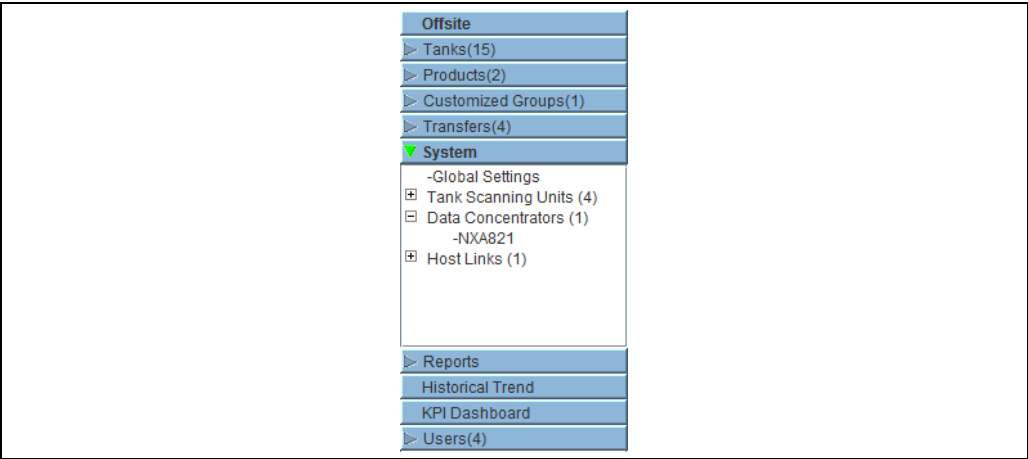 Offsite
Tanks(15)
Products(2)
Customized Groups(1)
Transfers(4)
System
-Global Settings
Tank Scanning Units (4)
Data Concentrators (1)
-NXA821
Host Links (1)
Reports
Historical Trend
KPI Dashboard
Users(4)